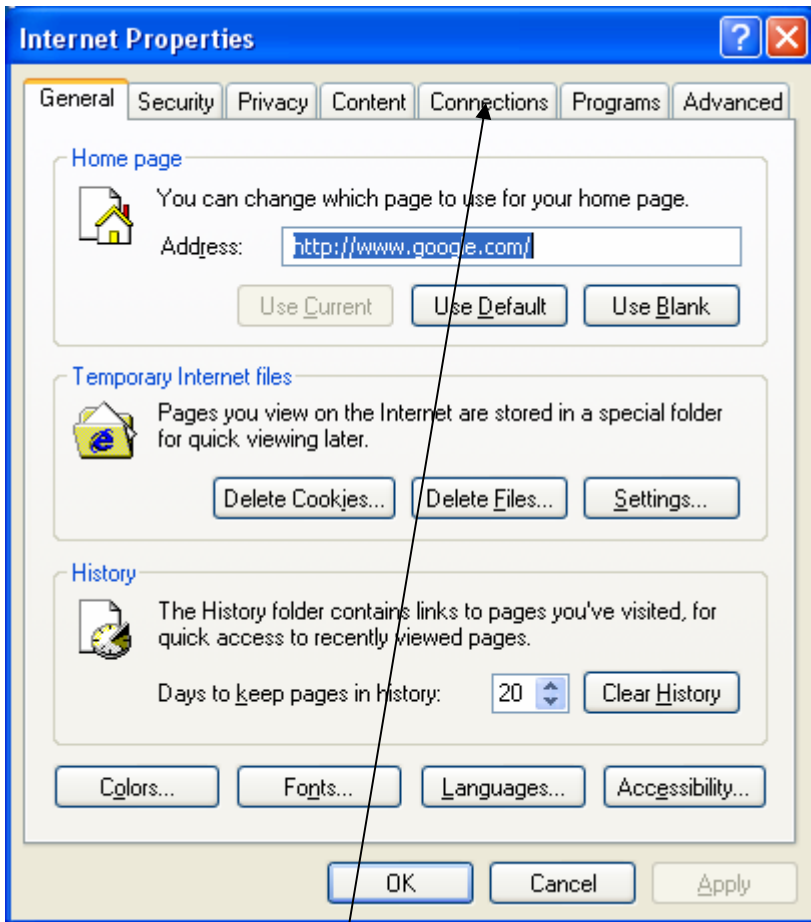 Internet Properties
General Security Privacy Content Connections Programs Advanced
Home page
You can change which page to use for your home page.
Address: http://www.google.com/
Use Current Use Default Use Blank
Temporary Internet files
Pages you view on the Internet are stored in a special folder
for quick viewing later.
Delete Cookies... Delete Files... Settings...
History
The History folder contains links to pages you've visited, for
quick access to recently viewed pages.
Days to keep pages in history: 20 Clear History
Colors... Fonts... Languages... Accessibility...
OK Cancel Apply